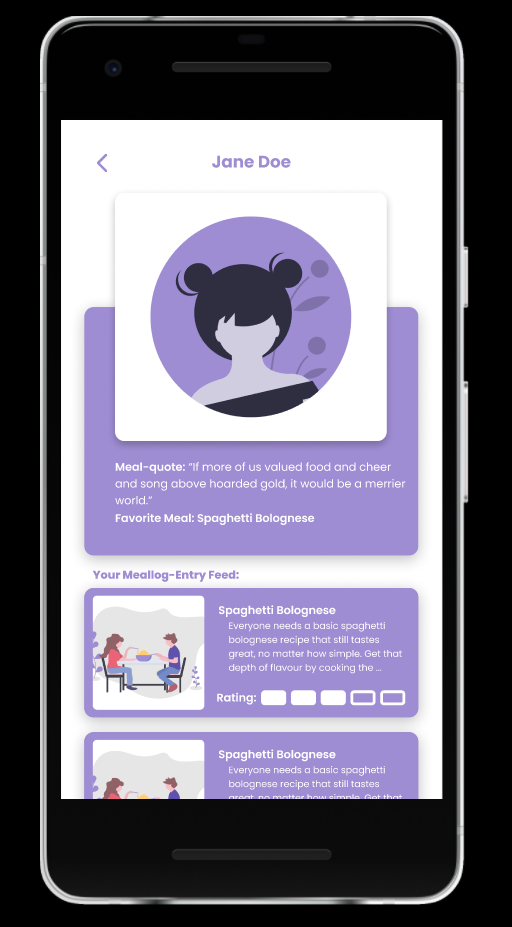 Jane Doe
Meal-quote: “If more of us valued food and cheer
and song above hoarded gold, it would be a merrier
world.”
Favorite Meal: Spaghetti Bolognese
Your Meallog-Entry Feed:
Spaghetti Bolognese
Everyone needs a basic spaghetti
bolognese recipe that still tastes
great, no matter how simple. Get that
depth of flavour by cooking the ...
Rating:
Spaghetti Bolognese
Everyone needs a basic spaghetti
bolognese recipe that still tastes
great, no matter how simple. Get that